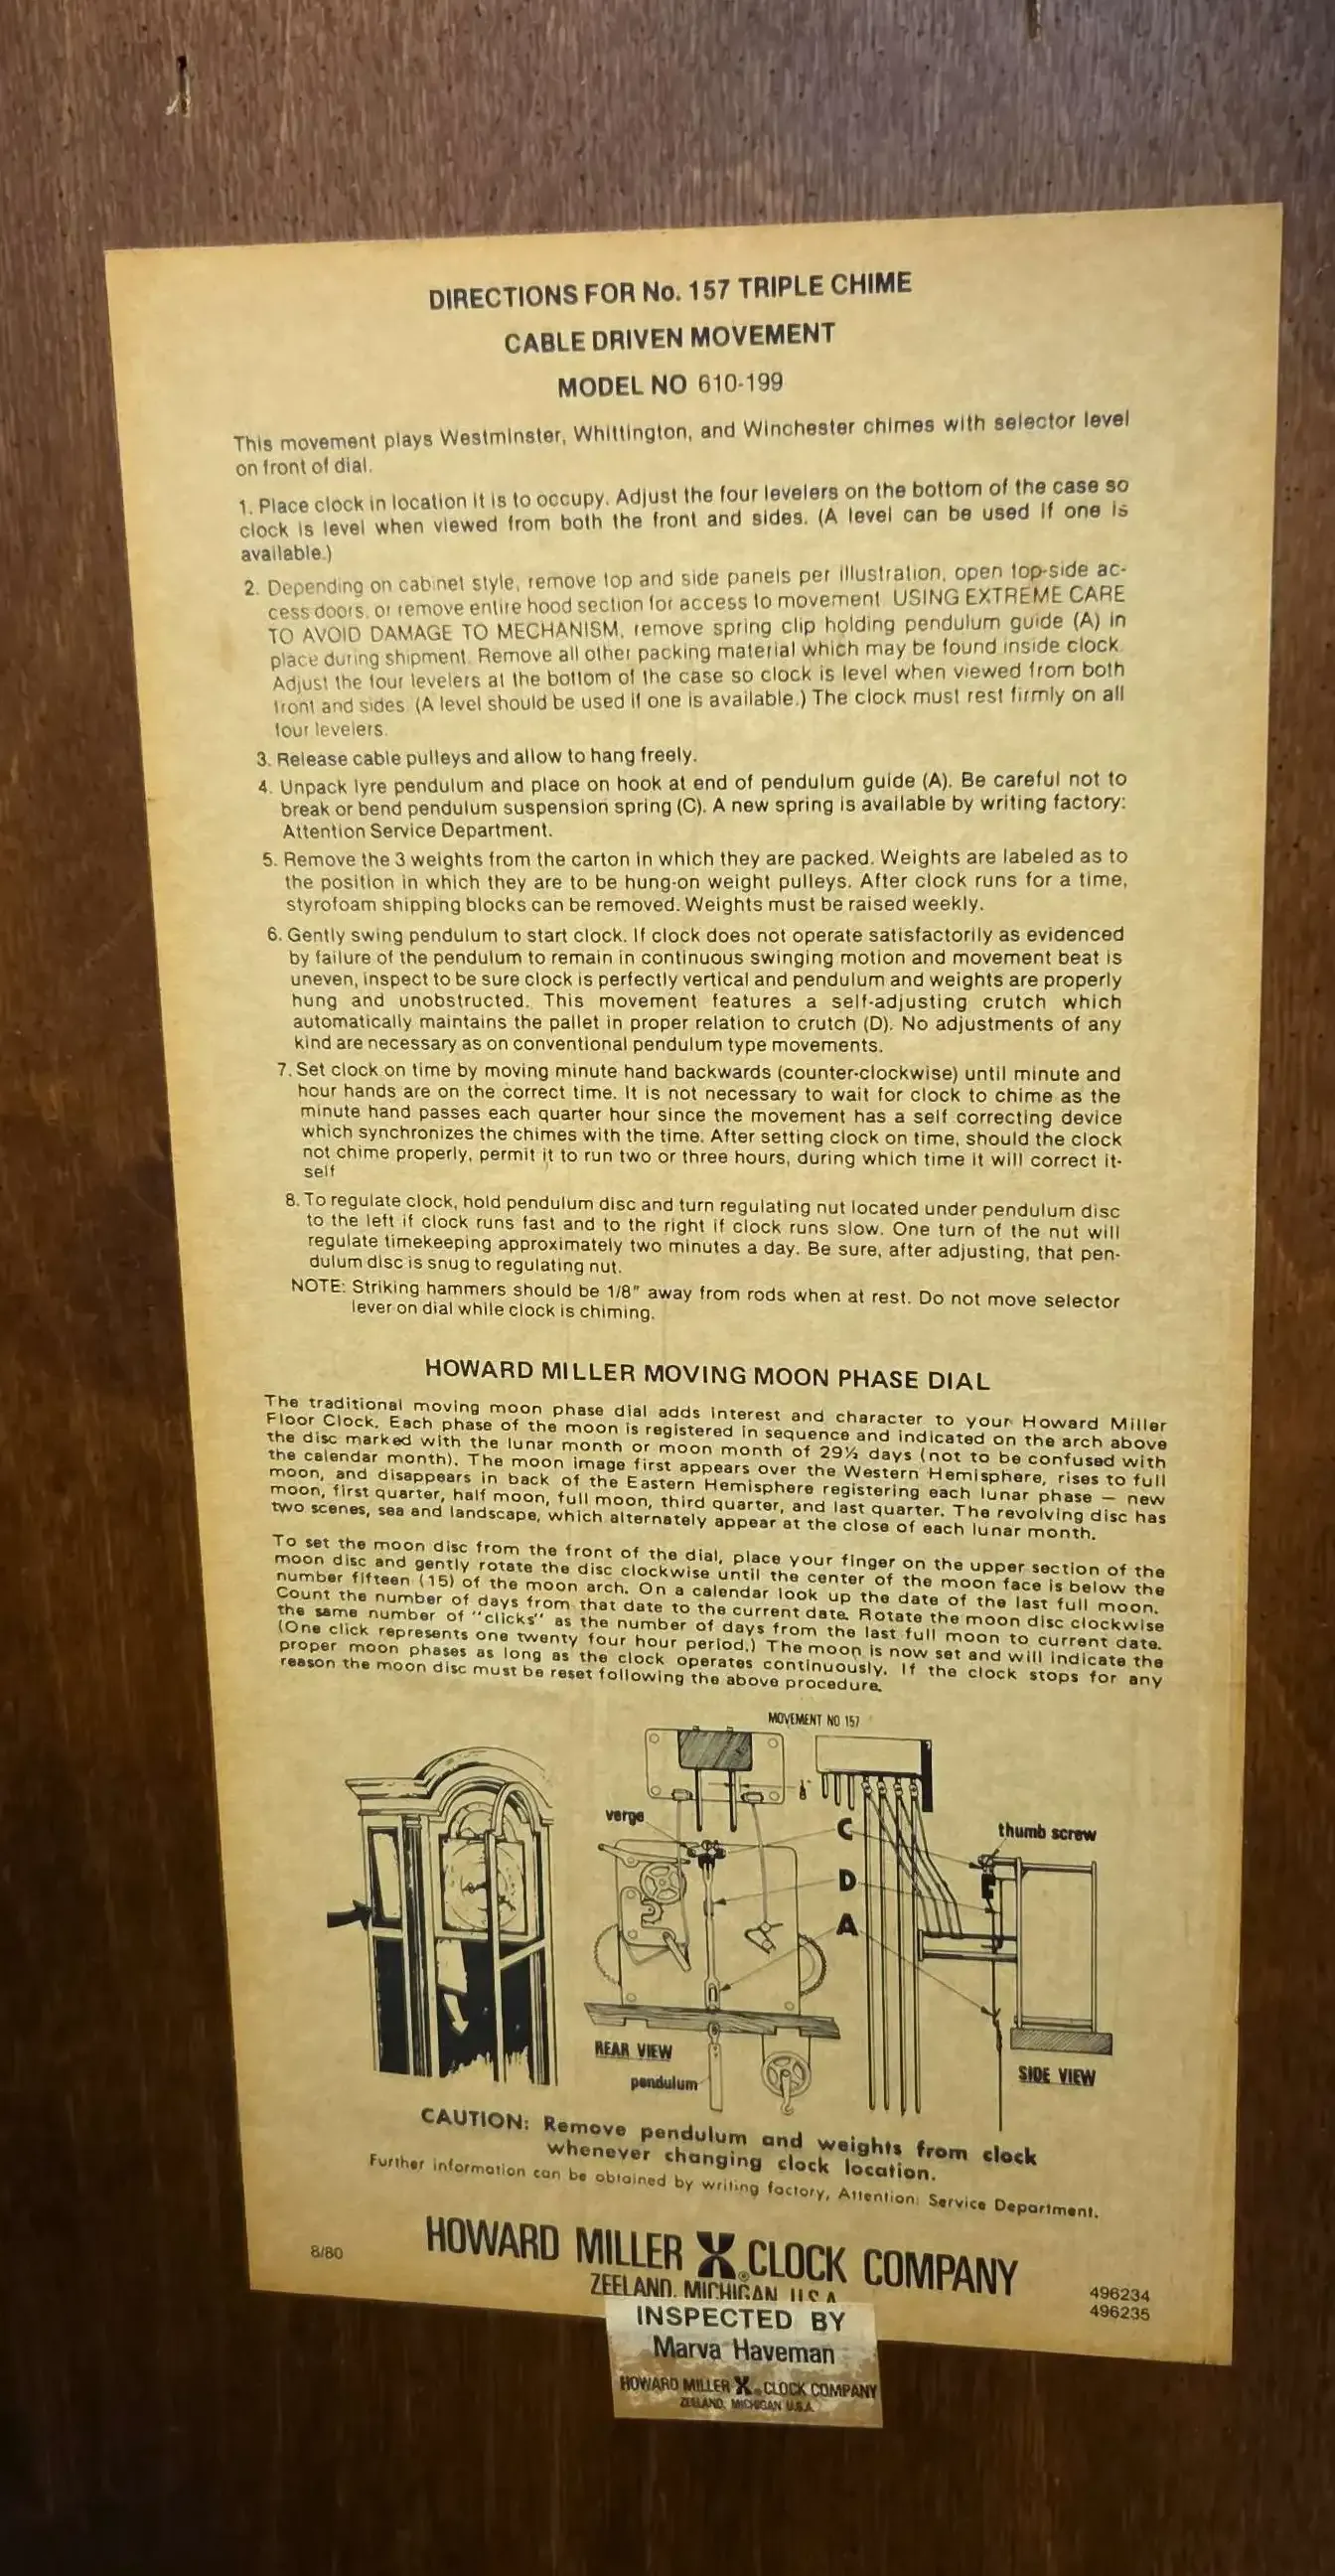 DIRECTIONS FOR No. 157 TRIPLE CHIME
CABLE DRIVEN MOVEMENT
MODEL NO 610-199
This movement plays Westminster, Whittington, and Winchester chimes with selector level
on front of dial.
1. Place clock in location it is to occupy. Adjust the four levelers on the bottom of the case so
clock is level when viewed from both the front and sides. (A level can be used if one is
available.)
2. Depending on cabinet style, remove top and side panels per illustration, open top-side ac-
cess doors, or remove entire hood section for access to movement. USING EXTREME CARE
TO AVOID DAMAGE TO MECHANISM, remove spring clip holding pendulum guide (A) in
place during shipment. Remove all other packing material which may be found inside clock.
Adjust the four levelers at the bottom of the case so clock is level when viewed from both
front and sides. (A level should be used if one is available.) The clock must rest firmly on all
four levelers.
3. Release cable pulleys and allow to hang freely.
4. Unpack lyre pendulum and place on hook at end of pendulum guide (A). Be careful not to
break or bend pendulum suspension spring (C). A new spring is available by writing factory:
Attention Service Department.
5. Remove the 3 weights from the carton in which they are packed. Weights are labeled as to
the position in which they are to be hung-on weight pulleys. After clock runs for a time,
styrofoam shipping blocks can be removed. Weights must be raised weekly.
6. Gently swing pendulum to start clock. If clock does not operate satisfactorily as evidenced
by failure of the pendulum to remain in continuous swinging motion and movement beat is
uneven, inspect to be sure clock is perfectly vertical and pendulum and weights are properly
hung and unobstructed. This movement features a self-adjusting crutch which
automatically maintains the pallet in proper relation to crutch (D). No adjustments of any
kind are necessary as on conventional pendulum type movements.
7. Set clock on time by moving minute hand backwards (counter-clockwise) until minute and
hour hands are on the correct time. It is not necessary to wait for clock to chime as the
minute hand passes each quarter hour since the movement has a self correcting device
which synchronizes the chimes with the time. After setting clock on time, should the clock
not chime properly, permit it to run two or three hours, during which time it will correct it-
self
8. To regulate clock, hold pendulum disc and turn regulating nut located under pendulum disc
to the left if clock runs fast and to the right if clock runs slow. One turn of the nut will
regulate timekeeping approximately two minutes a day. Be sure, after adjusting, that pen-
dulum disc is snug to regulating nut.
NOTE: Striking hammers should be 1/8" away from rods when at rest. Do not move selector
lever on dial while clock is chiming.
HOWARD MILLER MOVING MOON PHASE DIAL
The traditional moving moon phase dial adds interest and character to your Howard Miller
Floor Clock. Each phase of the moon is registered in sequence and indicated on the arch above
the disc marked with the lunar month or moon month of 29½ days (not to be confused with
the calendar month). The moon image first appears over the Western Hemisphere, rises to full
moon, and disappears in back of the Eastern Hemisphere registering each lunar phase — new
moon, first quarter, half moon, full moon, third quarter, and last quarter. The revolving disc has
two scenes, sea and landscape, which alternately appear at the close of each lunar month.
To set the moon disc from the front of the dial, place your finger on the upper section of the
moon disc and gently rotate the disc clockwise until the center of the moon face is below the
number fifteen (15) of the moon arch. On a calendar look up the date of the last full moon.
Count the number of days from that date to the current date. Rotate the moon disc clockwise
the same number of "clicks" as the number of days from the last full moon to current date.
(One click represents one twenty four hour period.) The moon is now set and will indicate the
proper moon phases as long as the clock operates continuously. If the clock stops for any
reason the moon disc must be reset following the above procedure.
MOVEMENT NO 157
verge
C
thumb screw
D
A
REAR VIEW
pendulum
SIDE VIEW
CAUTION: Remove pendulum and weights from clock
whenever changing clock location.
Further information can be obtained by writing factory, Attention: Service Department.
8/80
HOWARD MILLER CLOCK COMPANY
ZEELAND, MICHIGAN U.S.A.
496234
496235
INSPECTED BY
Marva Haveman
HOWARD MILLER CLOCK COMPANY
ZEELAND, MICHIGAN U.S.A.